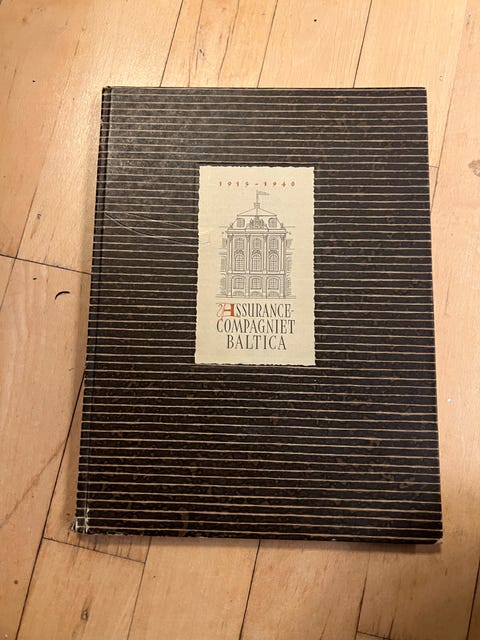 1915-1940
ASSURANCE-
COMPAGNIET
BALTICA